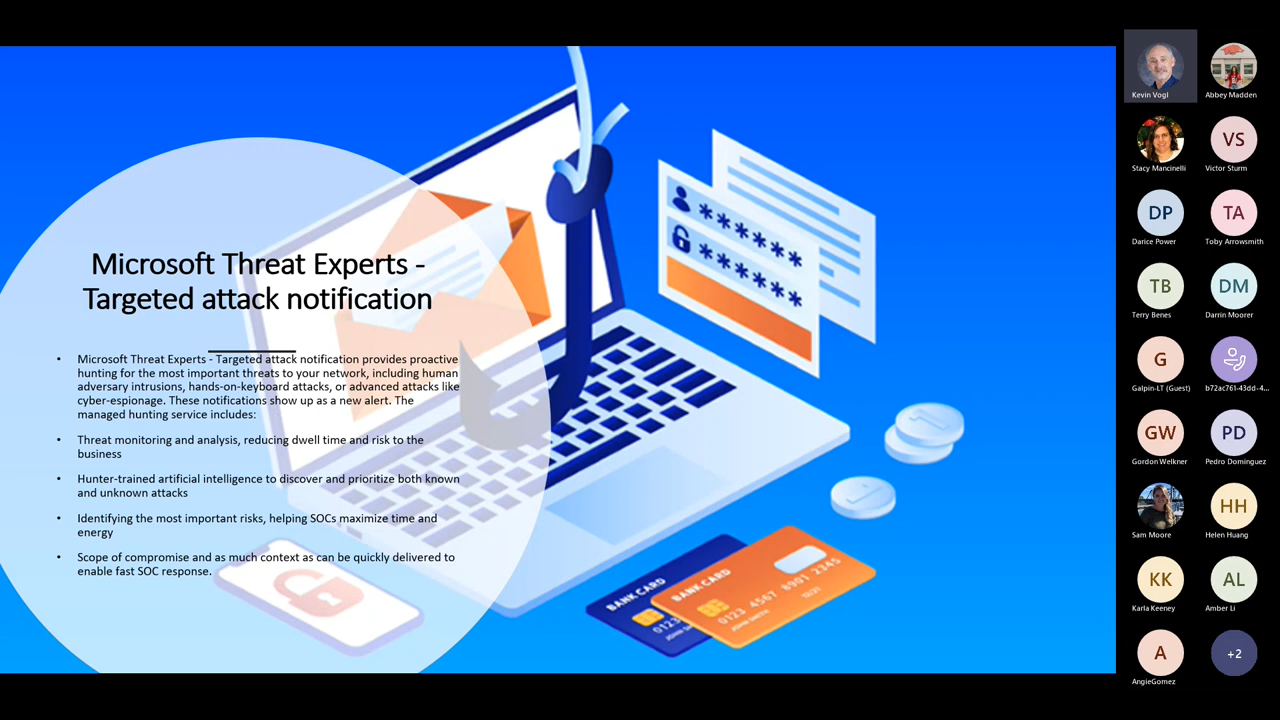 Microsoft Threat Experts -
Targeted attack notification
• Microsoft Threat Experts - Targeted attack notification provides proactive
hunting for the most important threats to your network, including human
adversary intrusions, hands-on-keyboard attacks, or advanced attacks like
cyber-espionage. These notifications show up as a new alert. The
managed hunting service includes:
• Threat monitoring and analysis, reducing dwell time and risk to the
business
• Hunter-trained artificial intelligence to discover and prioritize both known
and unknown attacks
• Identifying the most important risks, helping SOCs maximize time and
energy
• Scope of compromise and as much context as can be quickly delivered to
enable fast SOC response.
******
******
BANK CARD
0123
BANK CARD
0123 4567 8901 2345
Kevin Vogl
Abbey Madden
Stacy Mancinelli
VS
Victor Sturm
DP
Darice Power
TA
Toby Arrowsmith
TB
Terry Benes
DM
Darrin Moorer
G
Galpin-LT (Guest)
b72ac761-43dd-4...
GW
Gordon Welkner
PD
Pedro Dominguez
Sam Moore
HH
Helen Huang
KK
Karla Keeney
AL
Amber Li
A
AngieGomez
+2